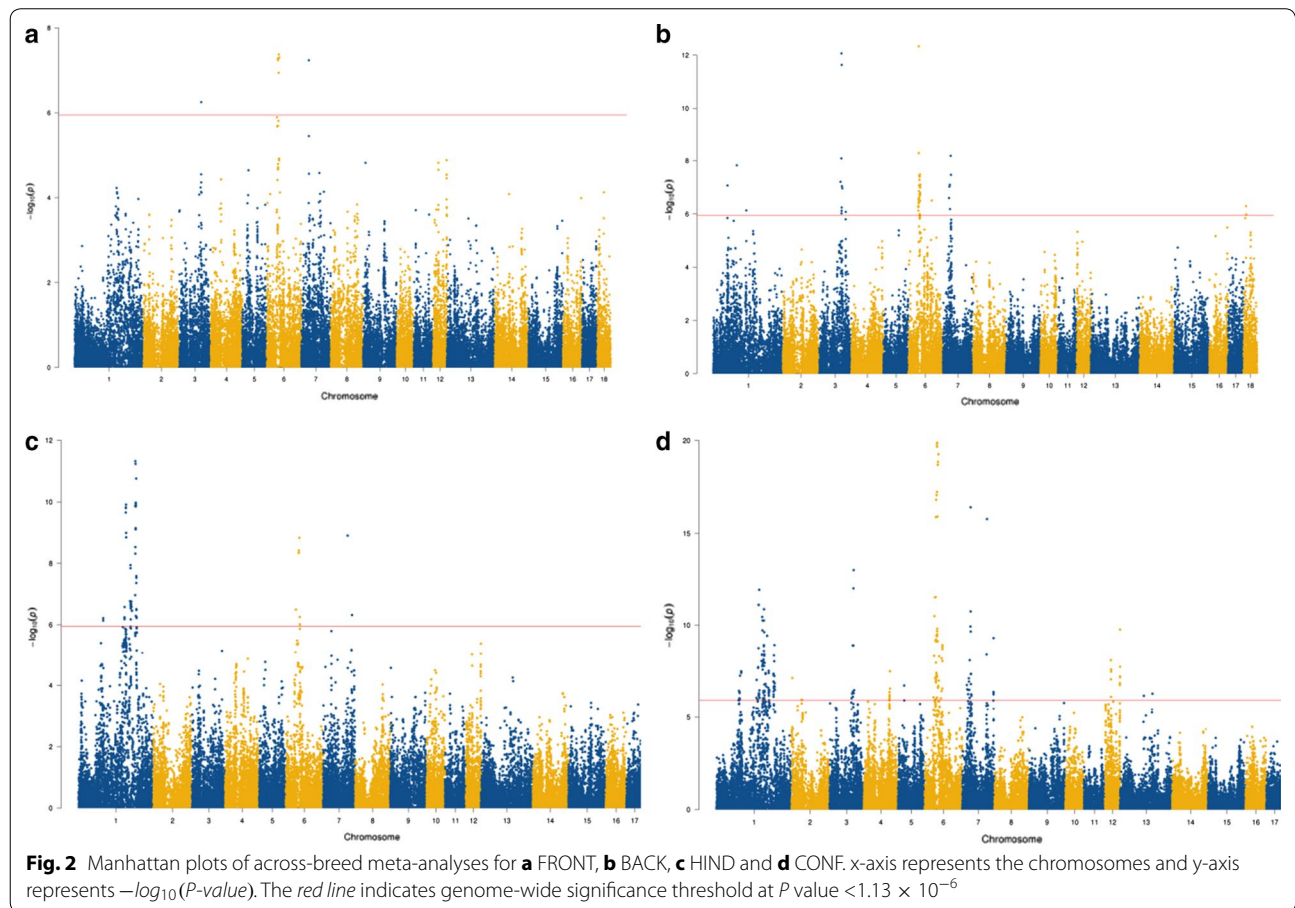 a
8
6
4
2
0
−log10(p)
1 2 3 4 5 6 7 8 9 10 11 12 13 14 15 16 17 18
Chromosome
b
12
10
8
6
4
2
0
−log10(p)
1 2 3 4 5 6 7 8 9 10 11 12 13 14 15 16 17 18
Chromosome
c
12
10
8
6
4
2
0
−log10(p)
1 2 3 4 5 6 7 8 9 10 11 12 13 14 15 16 17
Chromosome
d
20
15
10
5
0
−log10(p)
1 2 3 4 5 6 7 8 9 10 11 12 13 14 15 16 17
Chromosome
Fig. 2 Manhattan plots of across-breed meta-analyses for a FRONT, b BACK, c HIND and d CONF. x-axis represents the chromosomes and y-axis
represents −log10(P-value). The red line indicates genome-wide significance threshold at P value <1.13 × 10−6